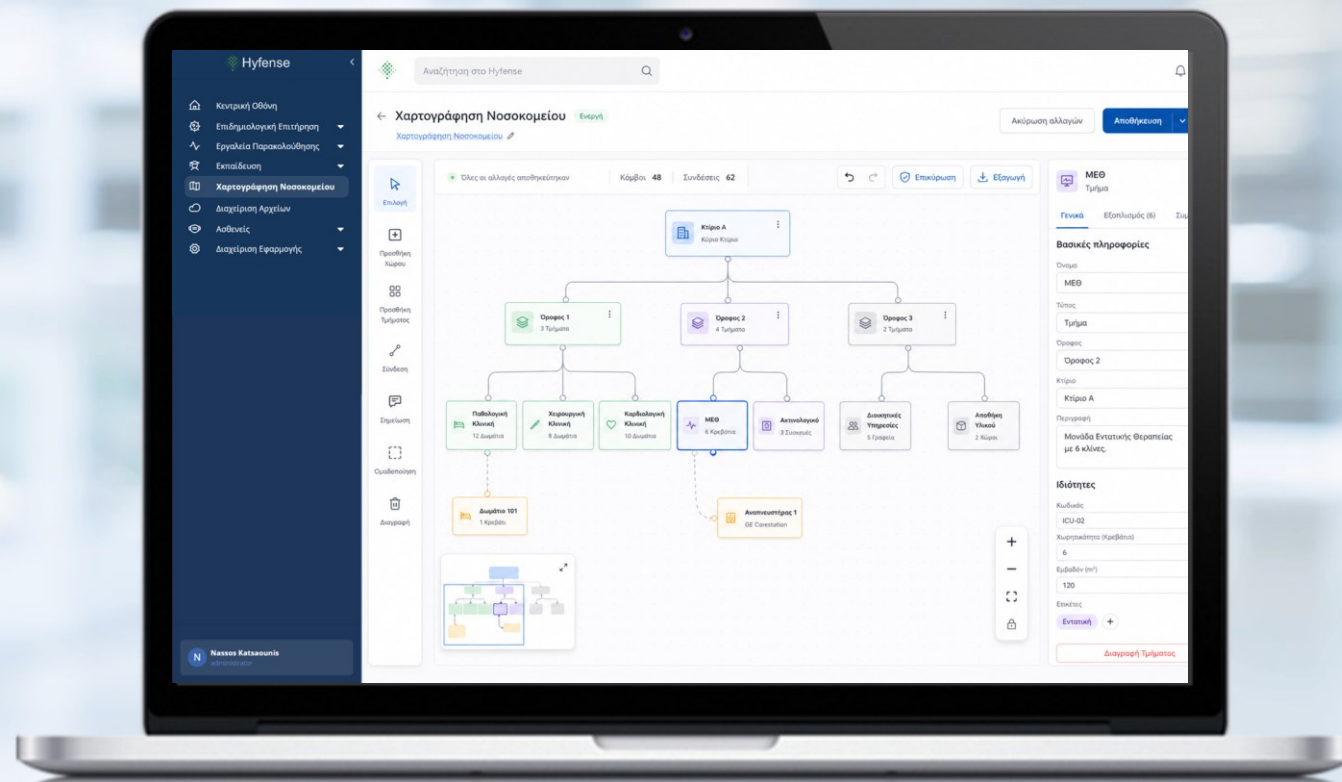 Hyfense
Κεντρική Οθόνη
Επιδημιολογική Επιτήρηση
Εργαλεία Παρακολούθησης
Εκπαίδευση
Χαρτογράφηση Νοσοκομείου
Διαχείριση Αρχείων
Ασθενείς
Διαχείριση Εφαρμογής
N
Nassos Katsaounis
administrator
Αναζήτηση στο Hyfense
Χαρτογράφηση Νοσοκομείου
Ενεργή
Χαρτογράφηση Νοσοκομείου
Ακύρωση αλλαγών
Αποθήκευση
Επιλογή
Προσθήκη
Χώρου
Προσθήκη
Τμήματος
Σύνδεση
Σημείωση
Ομαδοποίηση
Διαγραφή
Όλες οι αλλαγές αποθηκεύτηκαν
Κόμβοι 48
Συνδέσεις 62
Επικύρωση
Εξαγωγή
Κτίριο Α
Κύριο Κτίριο
Όροφος 1
3 Τμήματα
Όροφος 2
4 Τμήματα
Όροφος 3
2 Τμήματα
Παθολογική
Κλινική
12 Δωμάτια
Χειρουργική
Κλινική
8 Δωμάτια
Καρδιολογική
Κλινική
10 Δωμάτια
ΜΕΘ
6 Κρεβάτια
Ακτινολογικό
3 Συσκευές
Διοικητικές
Υπηρεσίες
5 Γραφεία
Αποθήκη
Υλικού
2 Χώροι
Δωμάτιο 101
1 Κρεβάτι
Αναπνευστήρας 1
GE Carestation
ΜΕΘ
Τμήμα
Γενικά
Εξοπλισμός (6)
Βασικές πληροφορίες
Όνομα
ΜΕΘ
Τύπος
Τμήμα
Όροφος
Όροφος 2
Κτίριο
Κτίριο Α
Περιγραφή
Μονάδα Εντατικής Θεραπείας
με 6 κλίνες.
Ιδιότητες
Κωδικός
ICU-02
Χωρητικότητα (Κρεβάτια)
6
Εμβαδόν (m²)
120
Ετικέτες
Εντατική
Διαγραφή Τμήματος